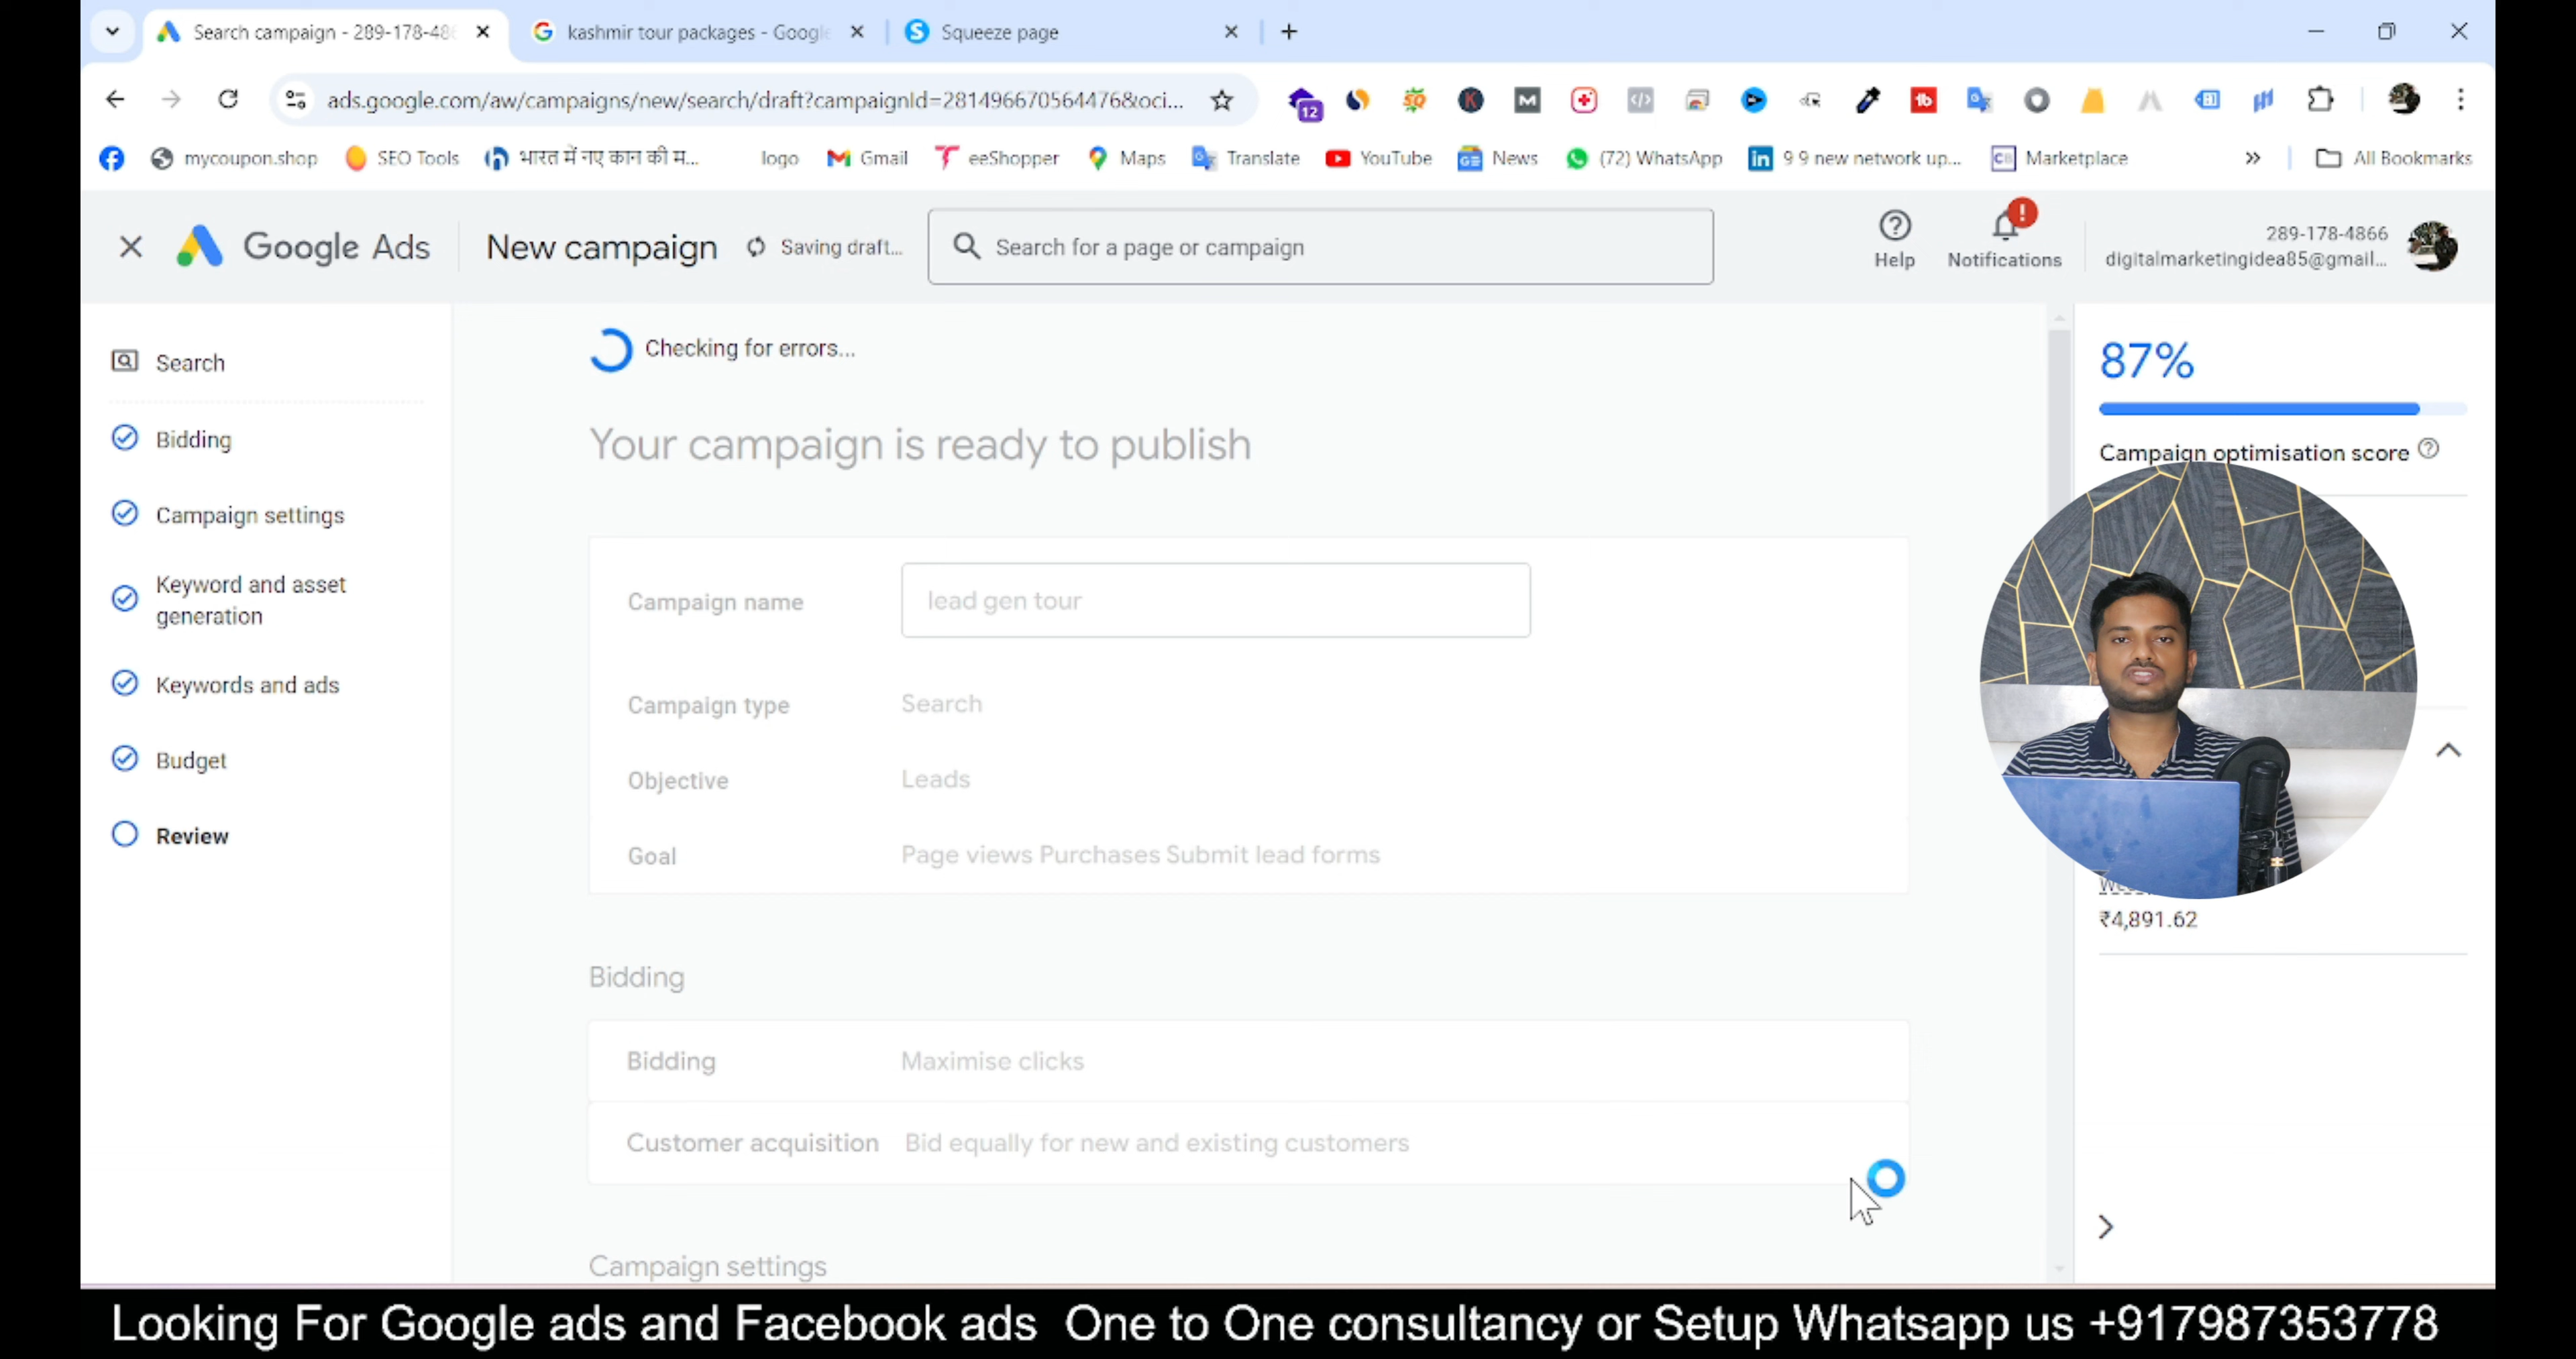 Search campaign - 289-178-486
kashmir tour packages - Google
Squeeze page
ads.google.com/aw/campaigns/new/search/draft?campaignId=281496670564476&oci...
12
mycoupon.shop
SEO Tools
भारत में नए कान की म...
logo
Gmail
eeShopper
Maps
Translate
YouTube
News
(72) WhatsApp
9 9 new network up...
Marketplace
All Bookmarks
Google Ads
New campaign
Saving draft...
Search for a page or campaign
Help
Notifications
289-178-4866
digitalmarketingidea85@gmail...
Search
Bidding
Campaign settings
Keyword and asset
generation
Keywords and ads
Budget
Review
Checking for errors...
Your campaign is ready to publish
Campaign name
lead gen tour
Campaign type
Search
Objective
Leads
Goal
Page views Purchases Submit lead forms
Bidding
Bidding
Maximise clicks
Customer acquisition
Bid equally for new and existing customers
Campaign settings
87%
Campaign optimisation score
₹4,891.62
Looking For Google ads and Facebook ads One to One consultancy or Setup Whatsapp us +917987353778